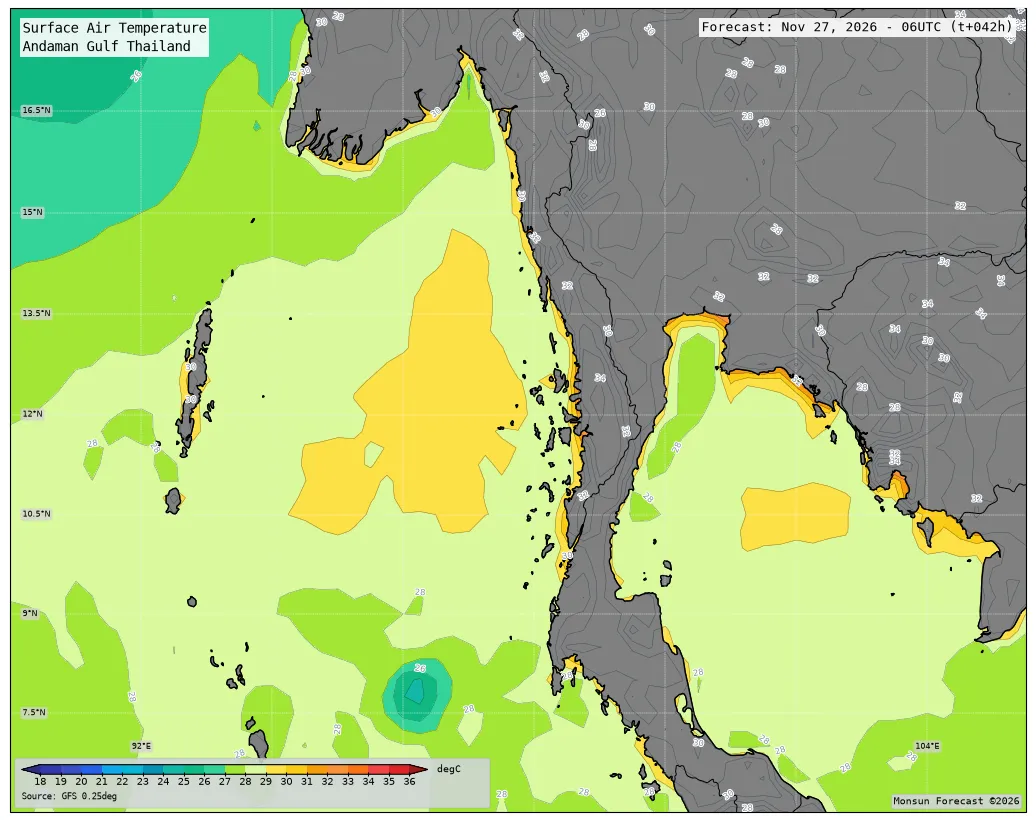 Surface Air Temperature
Andaman Gulf Thailand
Forecast: Nov 27, 2026 - 06UTC (t+042h)
16.5°N
15°N
13.5°N
12°N
10.5°N
9°N
7.5°N
92°E
104°E
degC
18 19 20 21 22 23 24 25 26 27 28 29 30 31 32 33 34 35 36
Source: GFS 0.25deg
Monsun Forecast ©2026